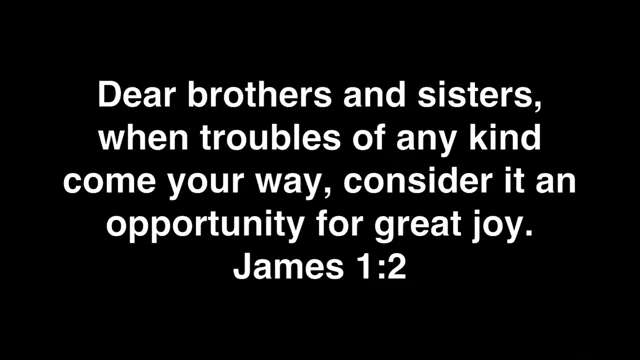 Dear brothers and sisters,
when troubles of any kind
come your way, consider it an
opportunity for great joy.
James 1:2